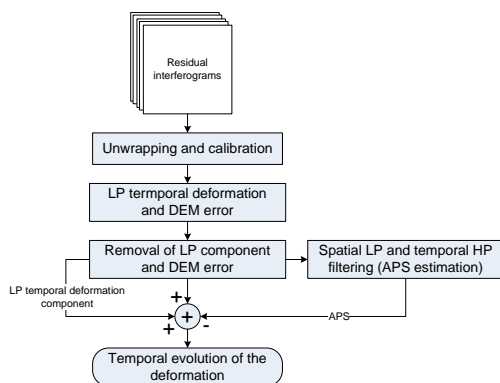 Residual
interferograms
Unwrapping and calibration
LP termporal deformation
and DEM error
Removal of LP component
and DEM error
Spatial LP and temporal HP
filtering (APS estimation)
LP temporal deformation
component
+
+
+
-
APS
Temporal evolution of the
deformation